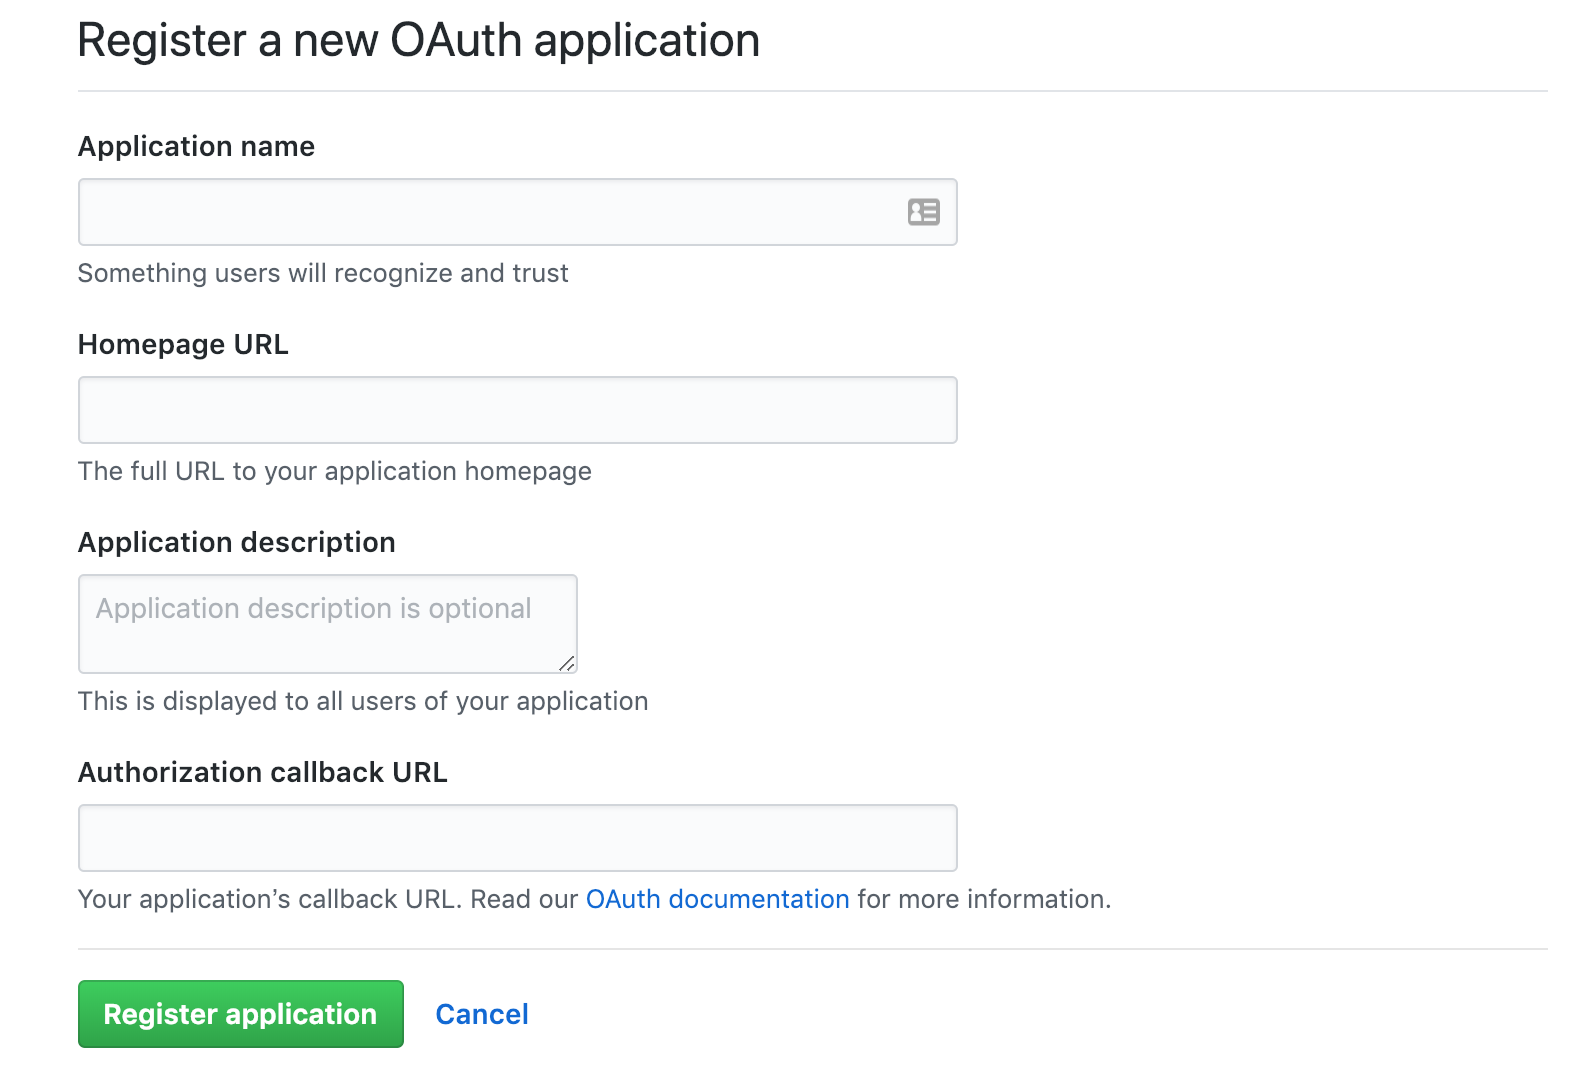 Register a new OAuth application
Application name
Something users will recognize and trust
Homepage URL
The full URL to your application homepage
Application description
Application description is optional
This is displayed to all users of your application
Authorization callback URL
Your application’s callback URL. Read our OAuth documentation for more information.
Register application Cancel